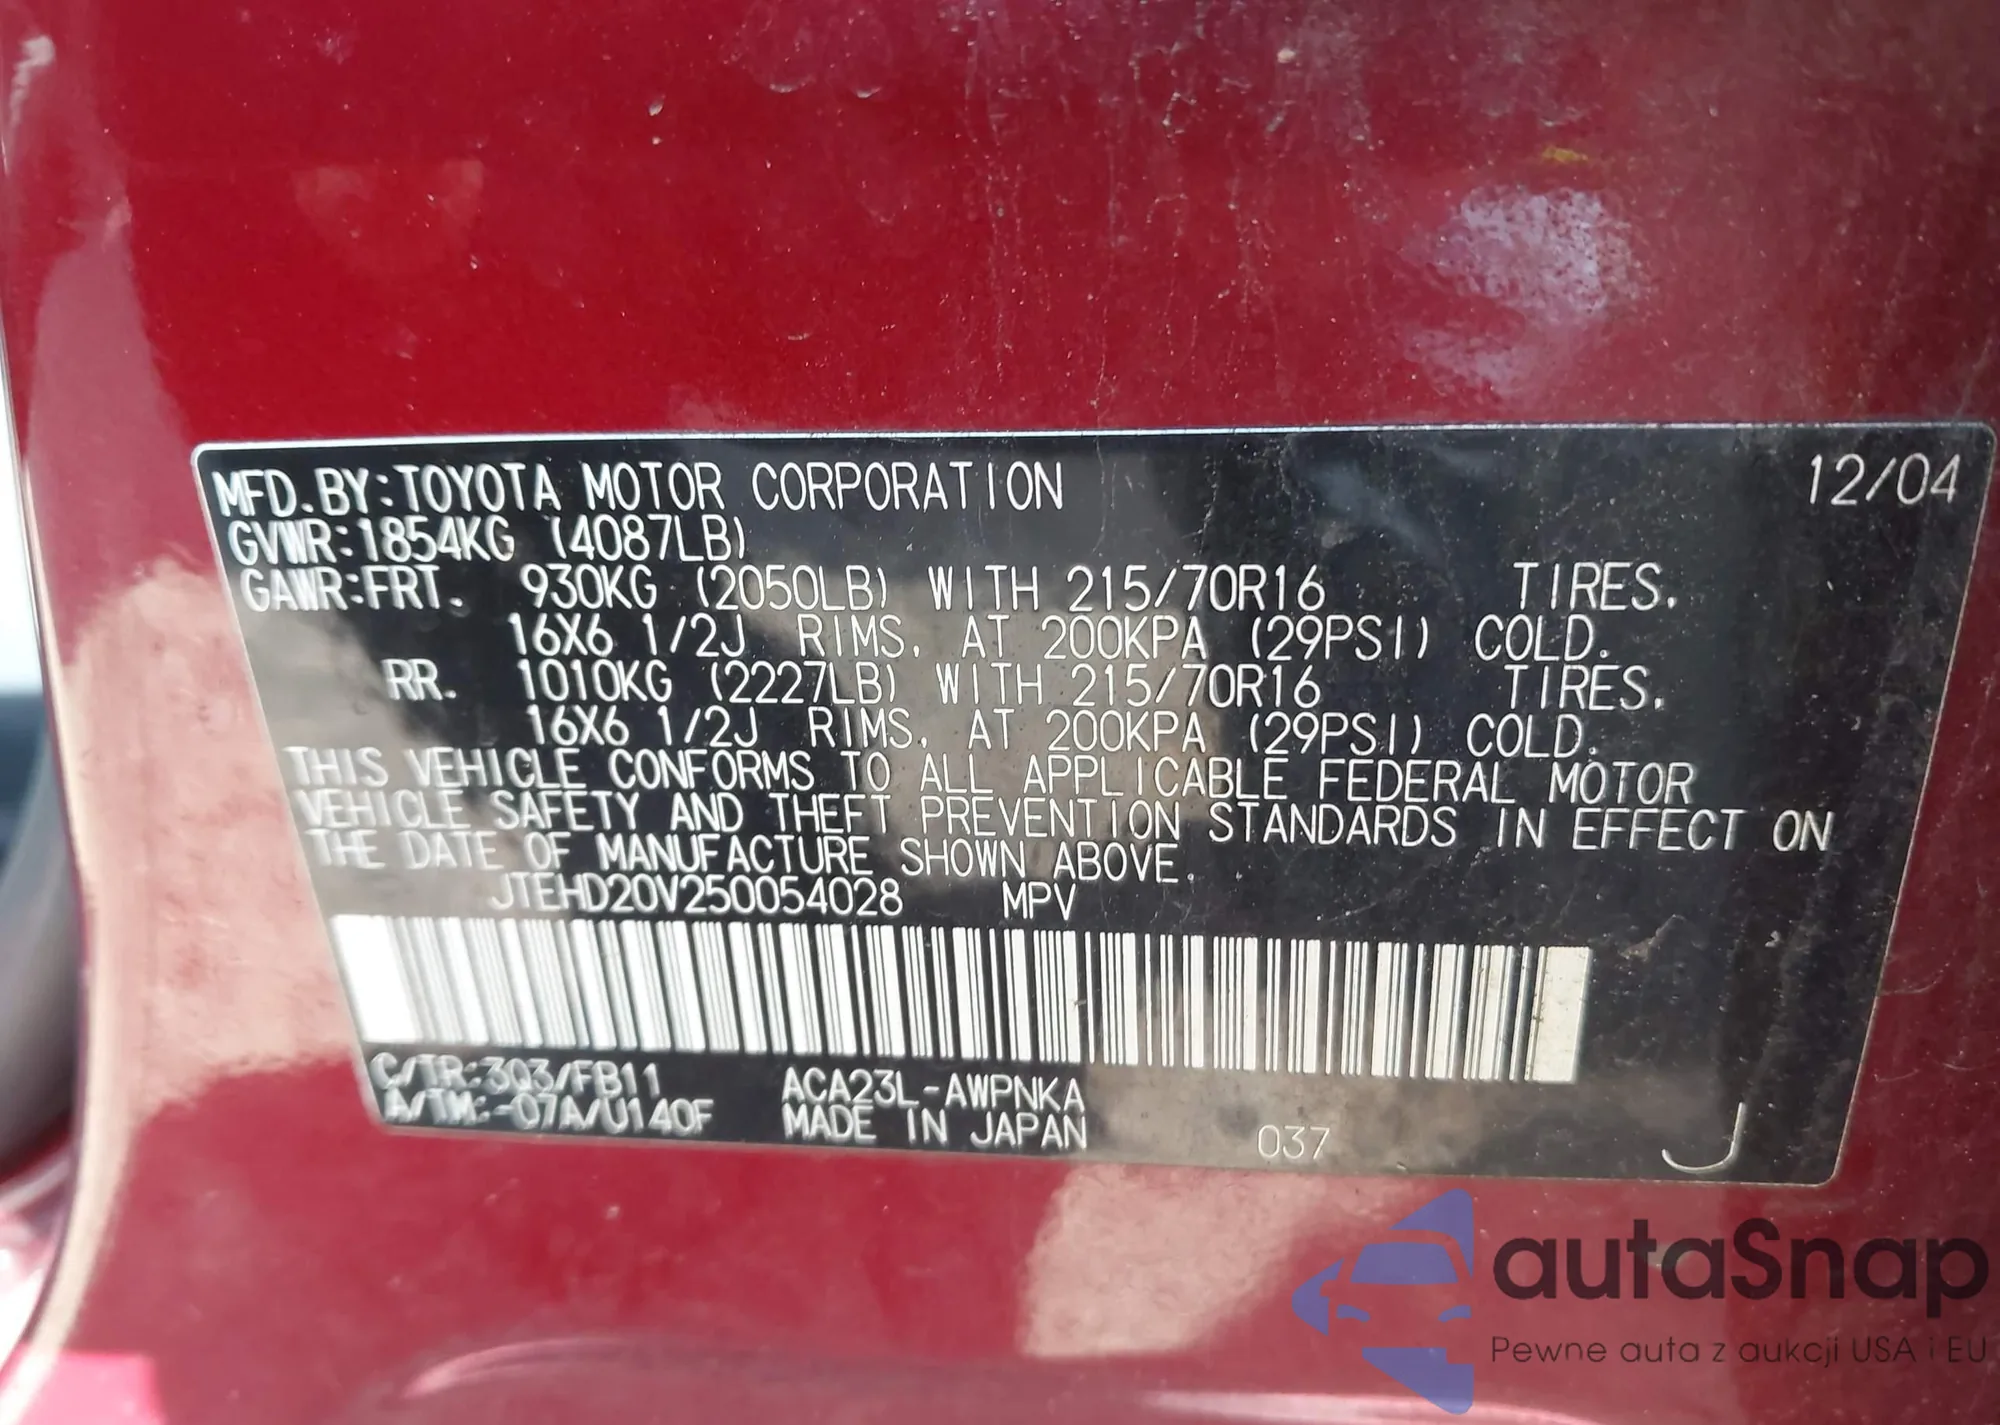 MFD.BY:TOYOTA MOTOR CORPORATION 12/04
GVWR:1854KG (4087LB)
GAWR:FRT. 930KG (2050LB) WITH 215/70R16 TIRES.
16X6 1/2J RIMS, AT 200KPA (29PSI) COLD.
RR. 1010KG (2227LB) WITH 215/70R16 TIRES.
16X6 1/2J RIMS, AT 200KPA (29PSI) COLD.
THIS VEHICLE CONFORMS TO ALL APPLICABLE FEDERAL MOTOR
VEHICLE SAFETY AND THEFT PREVENTION STANDARDS IN EFFECT ON
THE DATE OF MANUFACTURE SHOWN ABOVE.
JTEHD20V250054028 MPV
C/TR:3Q3/FB11 ACA23L-AWPNKA
A/TM:-07A/U140F MADE IN JAPAN 037 J
autaSnap
Pewne auta z aukcji USA i EU